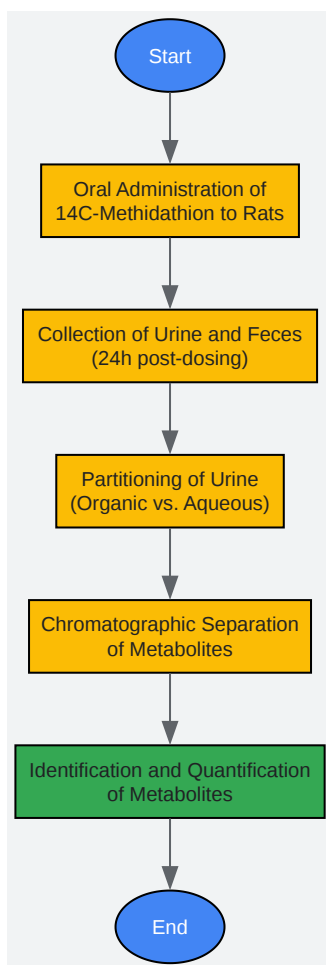 Start
Oral Administration of
14C-Methidathion to Rats
Collection of Urine and Feces
(24h post-dosing)
Partitioning of Urine
(Organic vs. Aqueous)
Chromatographic Separation
of Metabolites
Identification and Quantification
of Metabolites
End